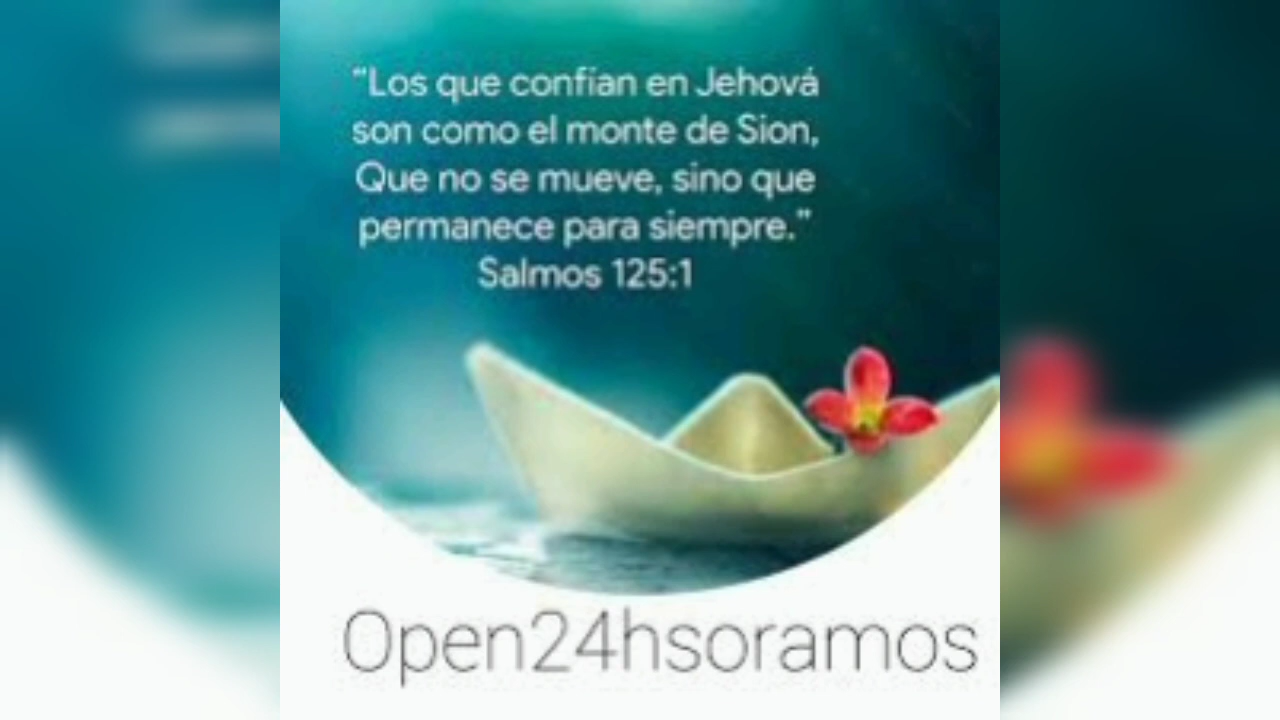 “Los que confían en Jehová
son como el monte de Sion,
Que no se mueve, sino que
permanece para siempre.”
Salmos 125:1
Open24hsoramos